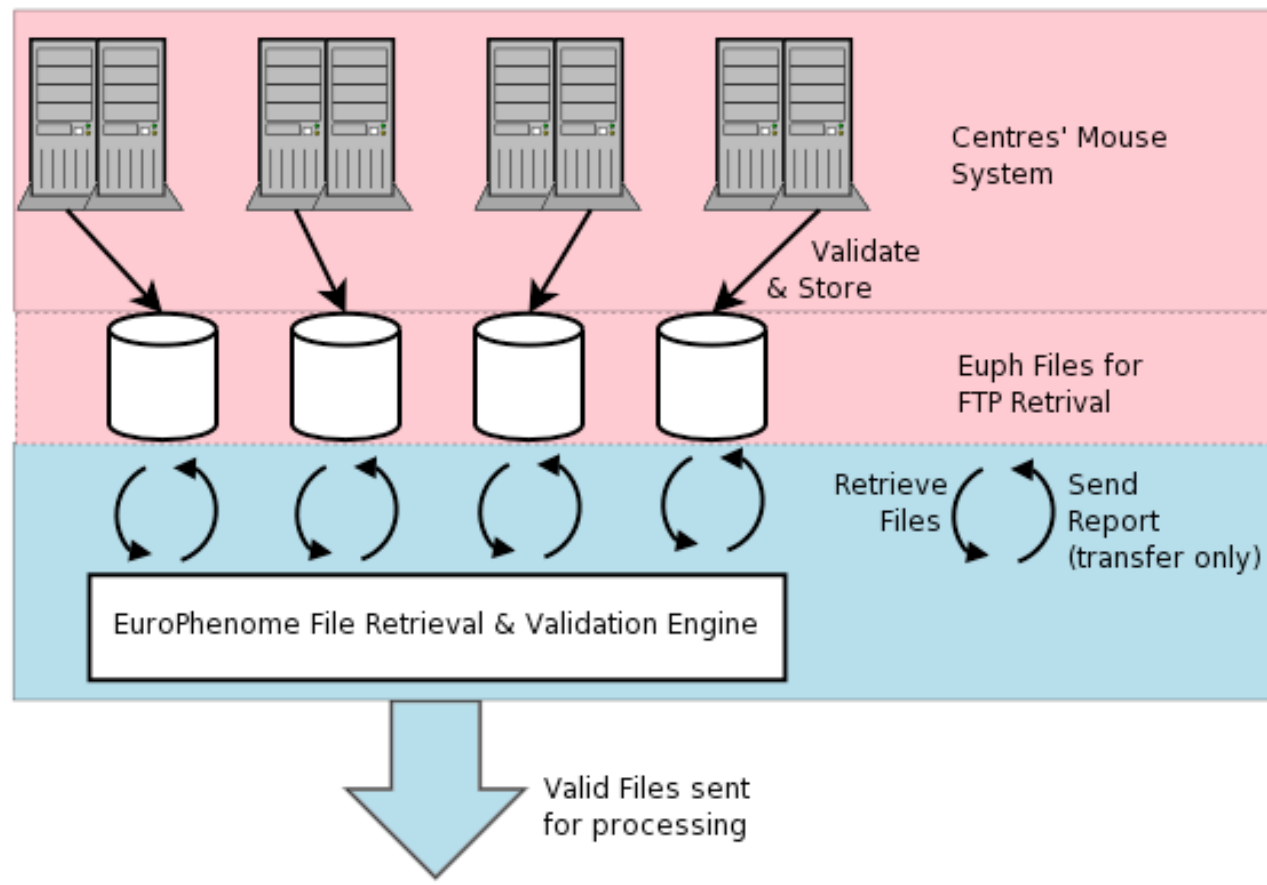 Centres' Mouse
System
Validate
& Store
Euph Files for
FTP Retrival
Retrieve
Files
Send
Report
(transfer only)
EuroPhenome File Retrieval & Validation Engine
Valid Files sent
for processing